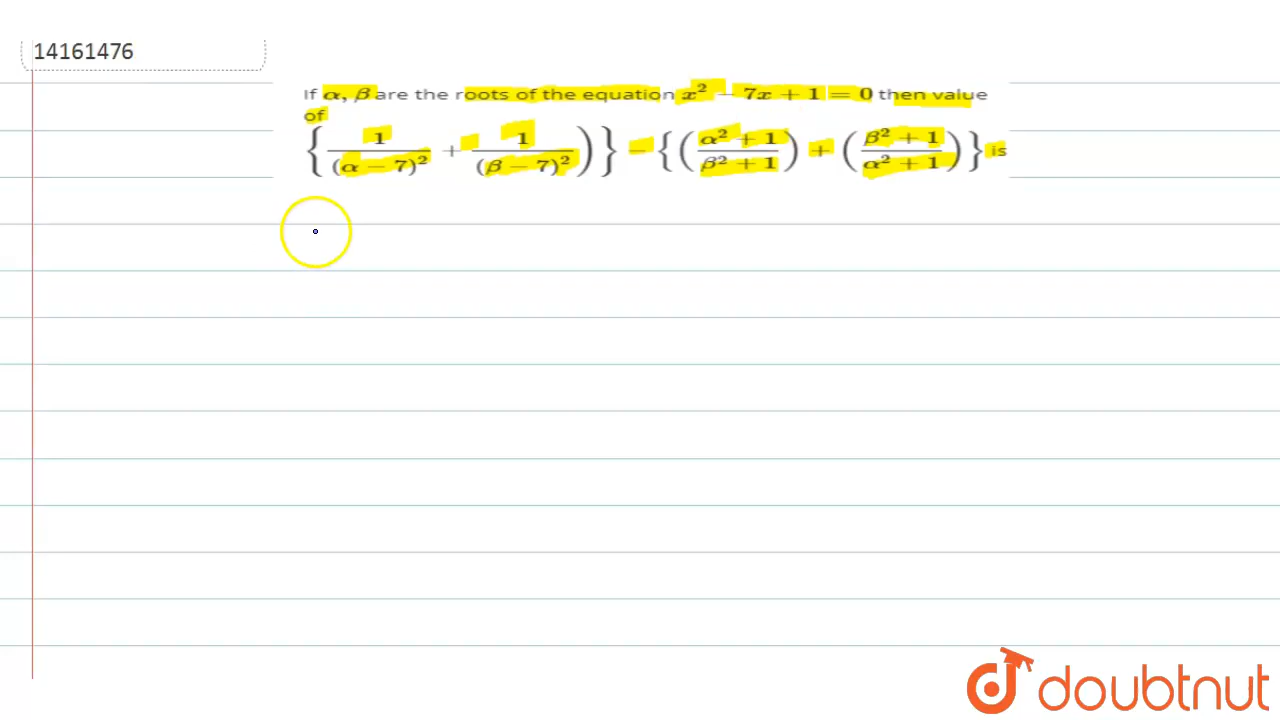 14161476
If α, β are the roots of the equation x² − 7x + 1 = 0 then value
of
{1/(α − 7)² + 1/(β − 7)²)} − {((α² + 1)/(β² + 1)) + ((β² + 1)/(α² + 1))} is
doubtnut